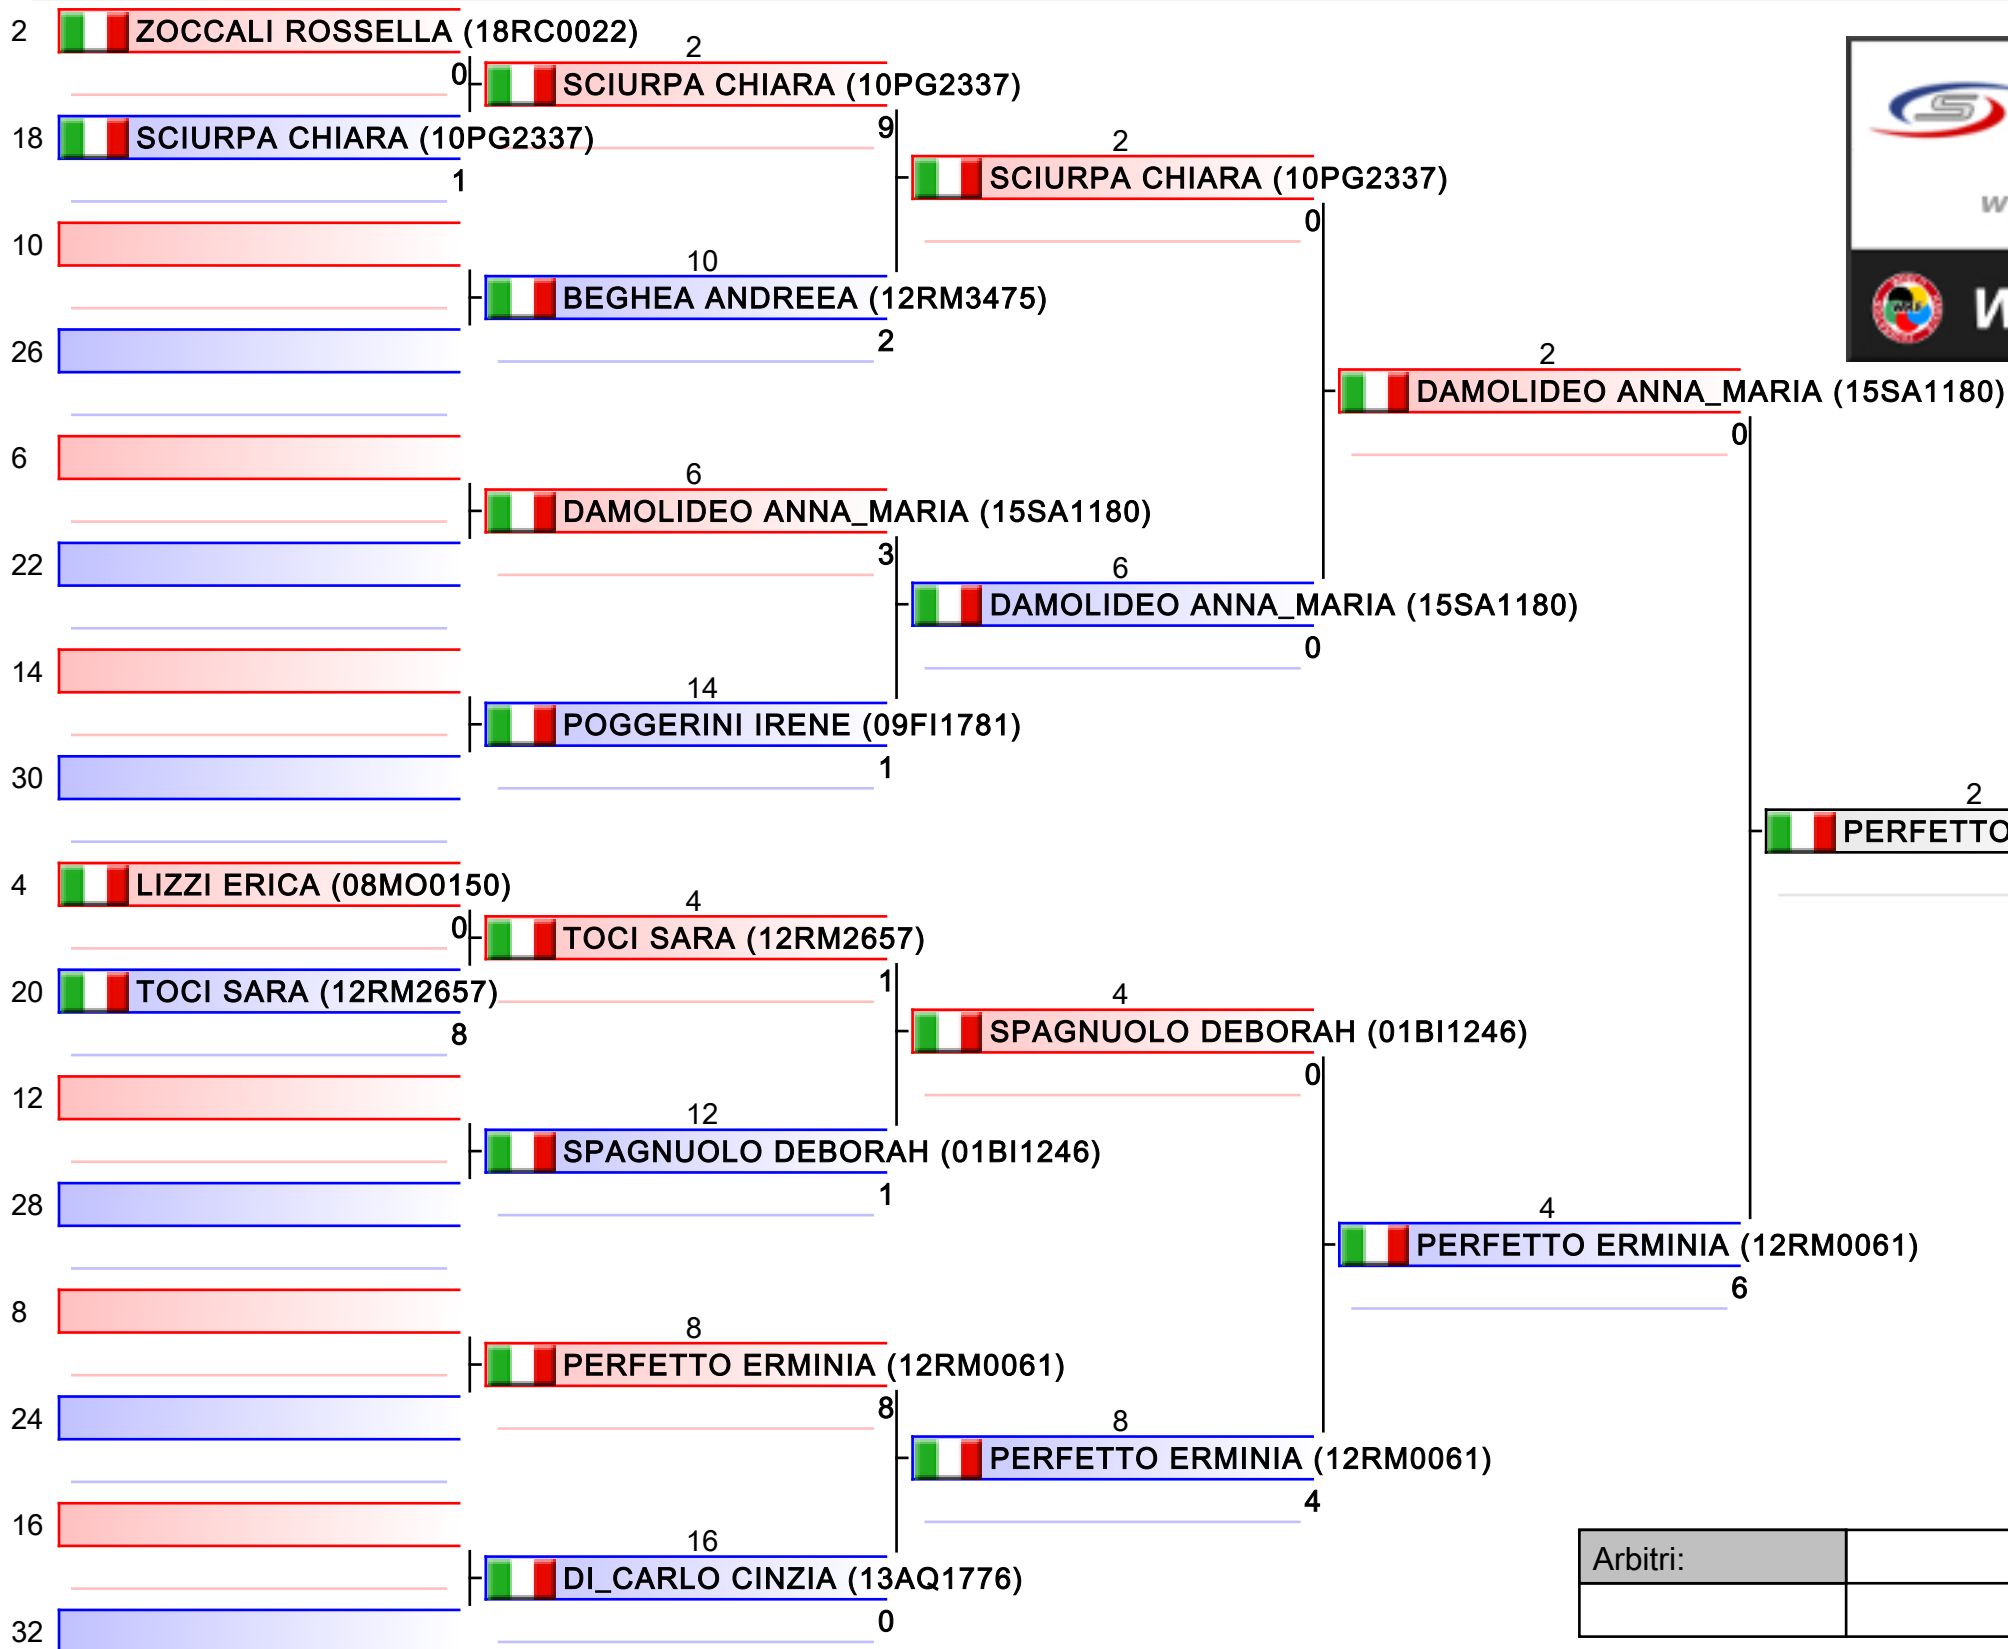 2 ZOCCALI ROSSELLA (18RC0022)
0
2
SCIURPA CHIARA (10PG2337)
9
18 SCIURPA CHIARA (10PG2337)
1
2
SCIURPA CHIARA (10PG2337)
0
10
10
BEGHEA ANDREEA (12RM3475)
2
26
2
DAMOLIDEO ANNA_MARIA (15SA1180)
0
6
6
DAMOLIDEO ANNA_MARIA (15SA1180)
3
22
6
DAMOLIDEO ANNA_MARIA (15SA1180)
0
14
14
POGGERINI IRENE (09FI1781)
1
30
2
PERFETTO
4 LIZZI ERICA (08MO0150)
0
4
TOCI SARA (12RM2657)
1
20 TOCI SARA (12RM2657)
8
4
SPAGNUOLO DEBORAH (01BI1246)
0
12
12
SPAGNUOLO DEBORAH (01BI1246)
1
28
4
PERFETTO ERMINIA (12RM0061)
6
8
8
PERFETTO ERMINIA (12RM0061)
8
24
8
PERFETTO ERMINIA (12RM0061)
4
16
16
DI_CARLO CINZIA (13AQ1776)
0
32
Arbitri: